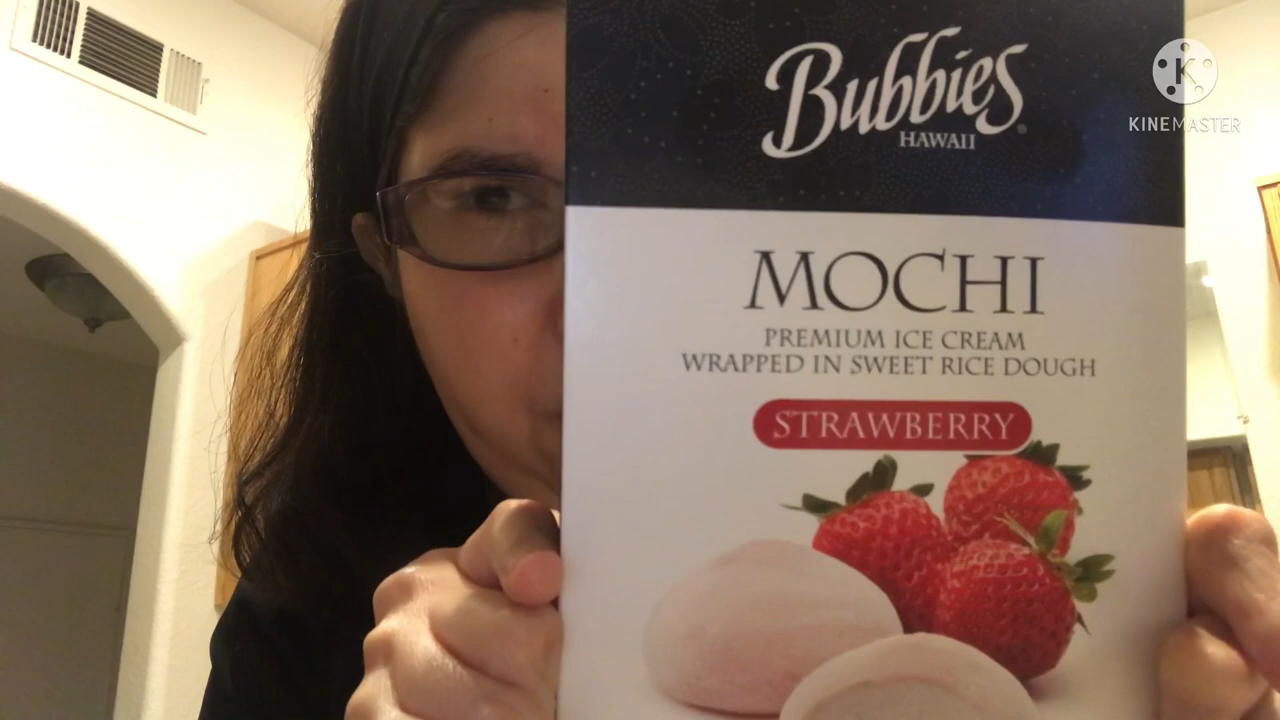 Bubbies®
HAWAII
MOCHI
PREMIUM ICE CREAM
WRAPPED IN SWEET RICE DOUGH
STRAWBERRY
K
KINEMASTER